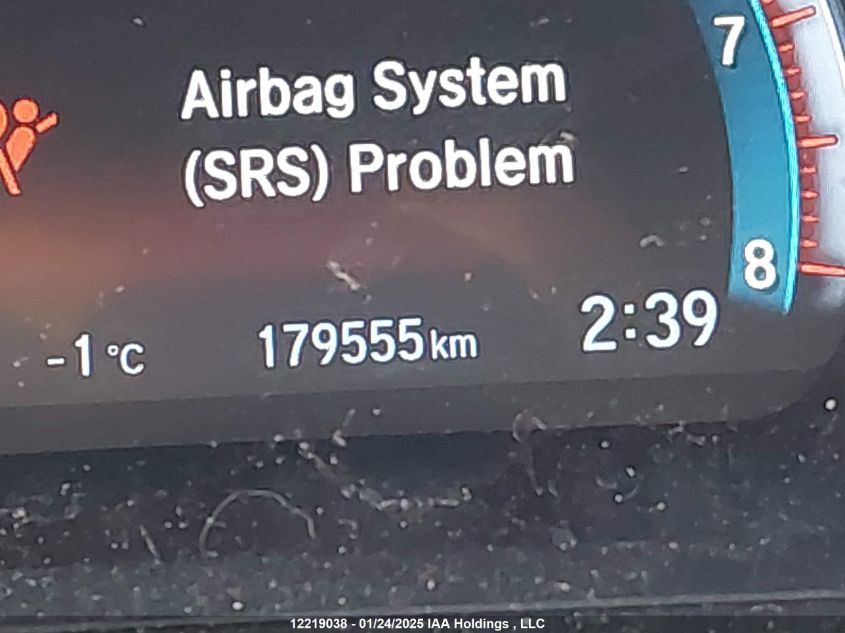 7
Airbag System
(SRS) Problem
8
-1 °C 179555 km 2:39
12219038 - 01/24/2025 IAA Holdings , LLC